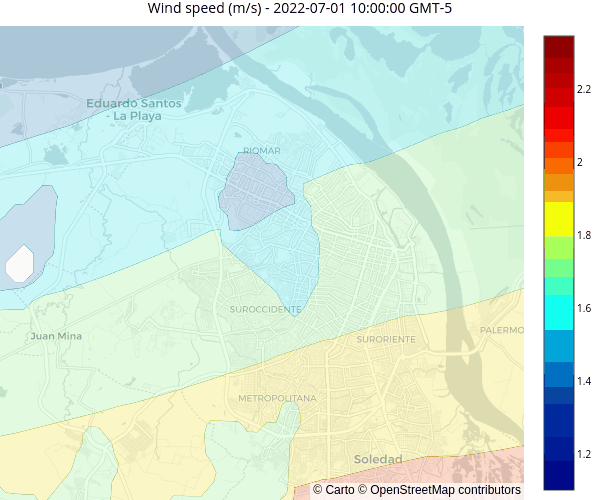 Wind speed (m/s) - 2022-07-01 10:00:00 GMT-5
Eduardo Santos
- La Playa
RIOMAR
SUROCCIDENTE
Juan Mina
SURORIENTE
PALERMO
METROPOLITANA
Soledad
© Carto © OpenStreetMap contributors
2.2
2
1.8
1.6
1.4
1.2